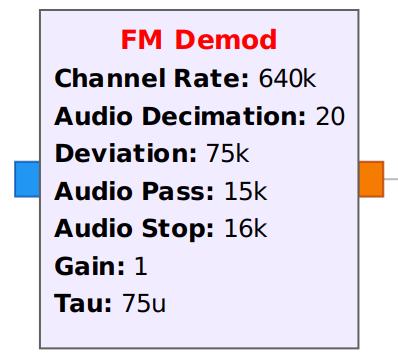 FM Demod
Channel Rate: 640k
Audio Decimation: 20
Deviation: 75k
Audio Pass: 15k
Audio Stop: 16k
Gain: 1
Tau: 75u